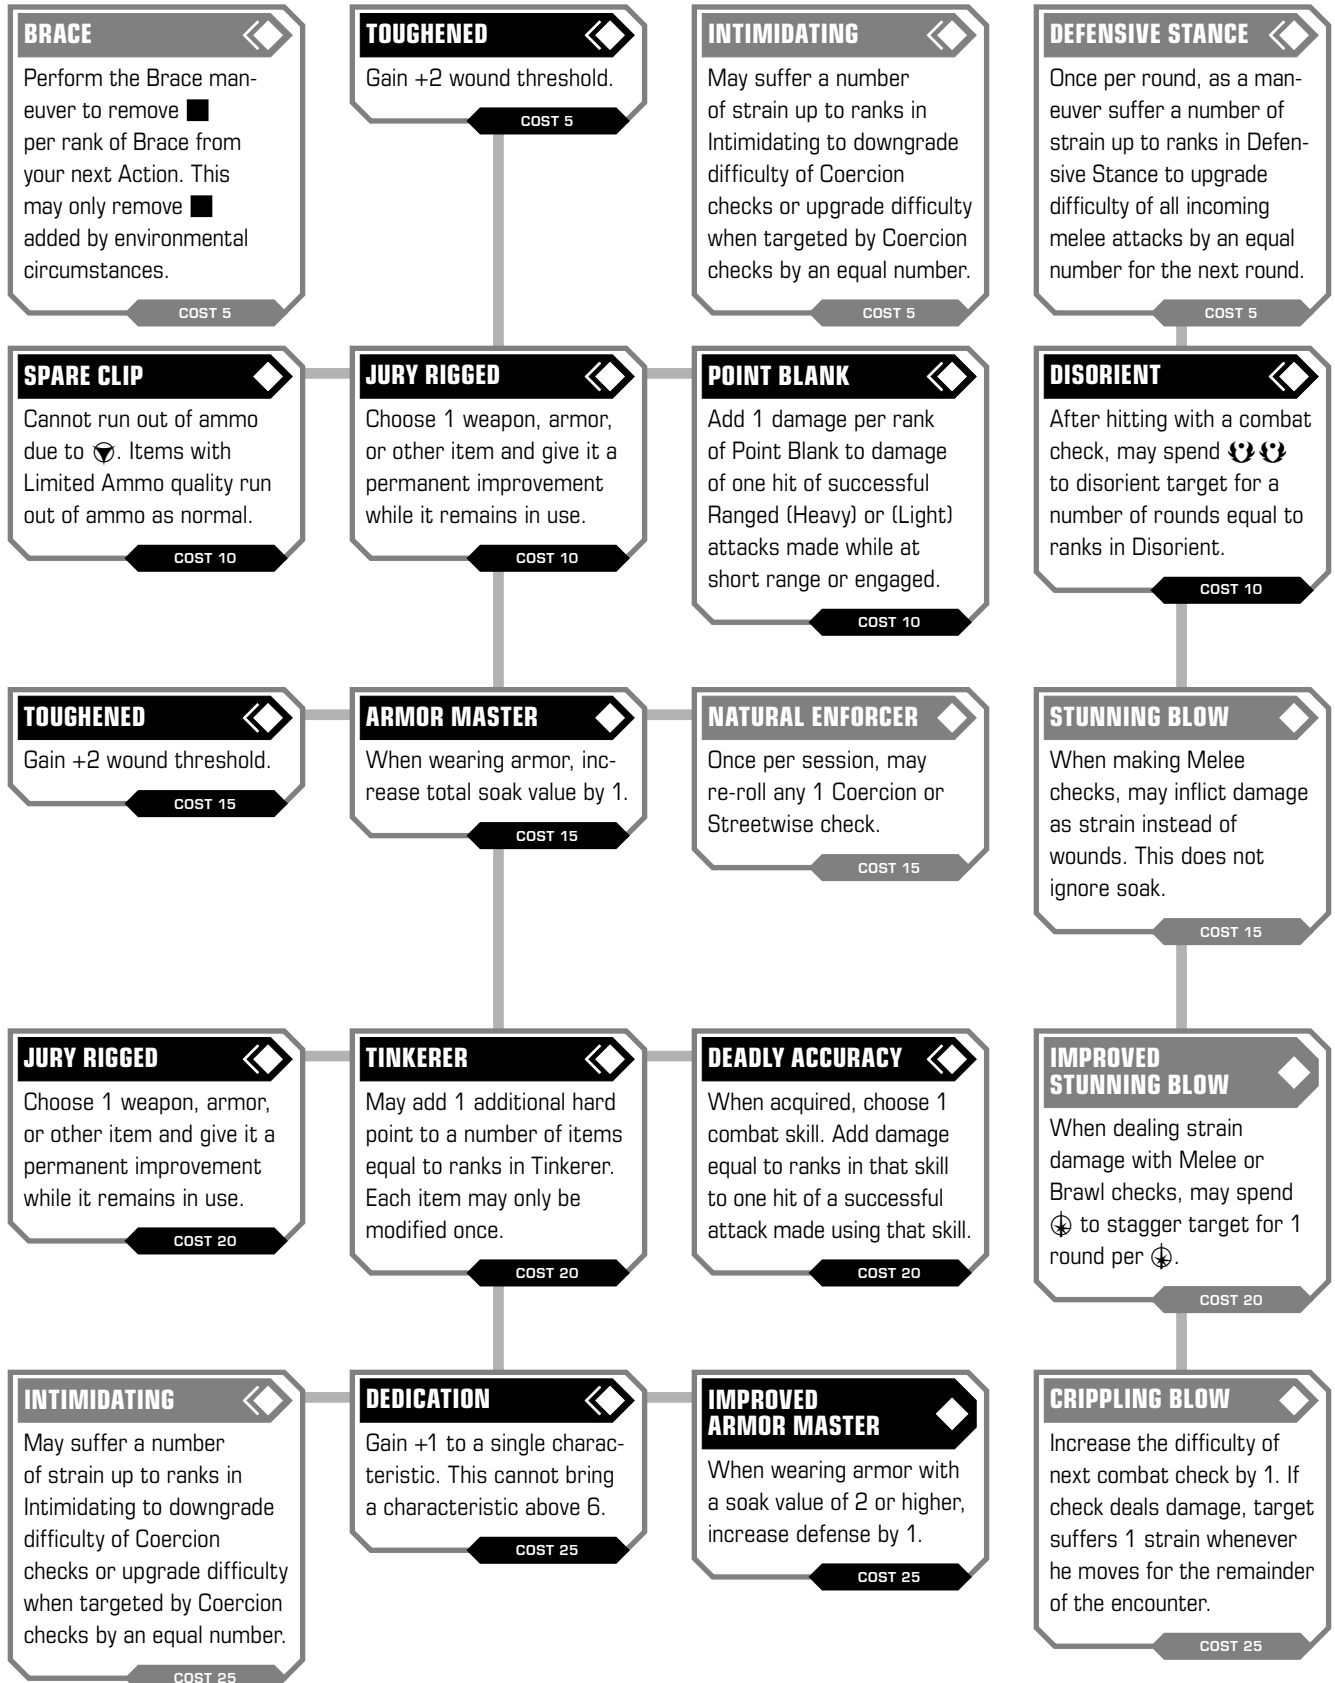 BRACE
Perform the Brace man-
euver to remove
per rank of Brace from
your next Action. This
may only remove
added by environmental
circumstances.
COST 5
TOUGHENED
Gain +2 wound threshold.
COST 5
INTIMIDATING
May suffer a number
of strain up to ranks in
Intimidating to downgrade
difficulty of Coercion
checks or upgrade difficulty
when targeted by Coercion
checks by an equal number.
COST 5
DEFENSIVE STANCE
Once per round, as a man-
euver suffer a number of
strain up to ranks in Defen-
sive Stance to upgrade
difficulty of all incoming
melee attacks by an equal
number for the next round.
COST 5
SPARE CLIP
Cannot run out of ammo
due to . Items with
Limited Ammo quality run
out of ammo as normal.
COST 10
JURY RIGGED
Choose 1 weapon, armor,
or other item and give it a
permanent improvement
while it remains in use.
COST 10
POINT BLANK
Add 1 damage per rank
of Point Blank to damage
of one hit of successful
Ranged (Heavy) or (Light)
attacks made while at
short range or engaged.
COST 10
DISORIENT
After hitting with a combat
check, may spend
to disorient target for a
number of rounds equal to
ranks in Disorient.
COST 10
TOUGHENED
Gain +2 wound threshold.
COST 15
ARMOR MASTER
When wearing armor, inc-
rease total soak value by 1.
COST 15
NATURAL ENFORCER
Once per session, may
re-roll any 1 Coercion or
Streetwise check.
COST 15
STUNNING BLOW
When making Melee
checks, may inflict damage
as strain instead of
wounds. This does not
ignore soak.
COST 15
JURY RIGGED
Choose 1 weapon, armor,
or other item and give it a
permanent improvement
while it remains in use.
COST 20
TINKERER
May add 1 additional hard
point to a number of items
equal to ranks in Tinkerer.
Each item may only be
modified once.
COST 20
DEADLY ACCURACY
When acquired, choose 1
combat skill. Add damage
equal to ranks in that skill
to one hit of a successful
attack made using that skill.
COST 20
IMPROVED
STUNNING BLOW
When dealing strain
damage with Melee or
Brawl checks, may spend
to stagger target for 1
round per .
COST 20
INTIMIDATING
May suffer a number
of strain up to ranks in
Intimidating to downgrade
difficulty of Coercion
checks or upgrade difficulty
when targeted by Coercion
checks by an equal number.
COST 25
DEDICATION
Gain +1 to a single charac-
teristic. This cannot bring
a characteristic above 6.
COST 25
IMPROVED
ARMOR MASTER
When wearing armor with
a soak value of 2 or higher,
increase defense by 1.
COST 25
CRIPPLING BLOW
Increase the difficulty of
next combat check by 1. If
check deals damage, target
suffers 1 strain whenever
he moves for the remainder
of the encounter.
COST 25